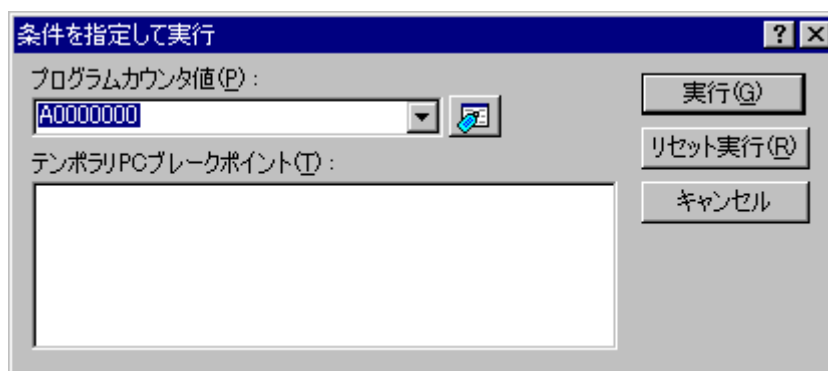 条件を指定して実行
プログラムカウンタ値(P) :
A0000000
実行(G)
リセット実行(R)
テンポラリPCブレークポイント(T) :
キャンセル